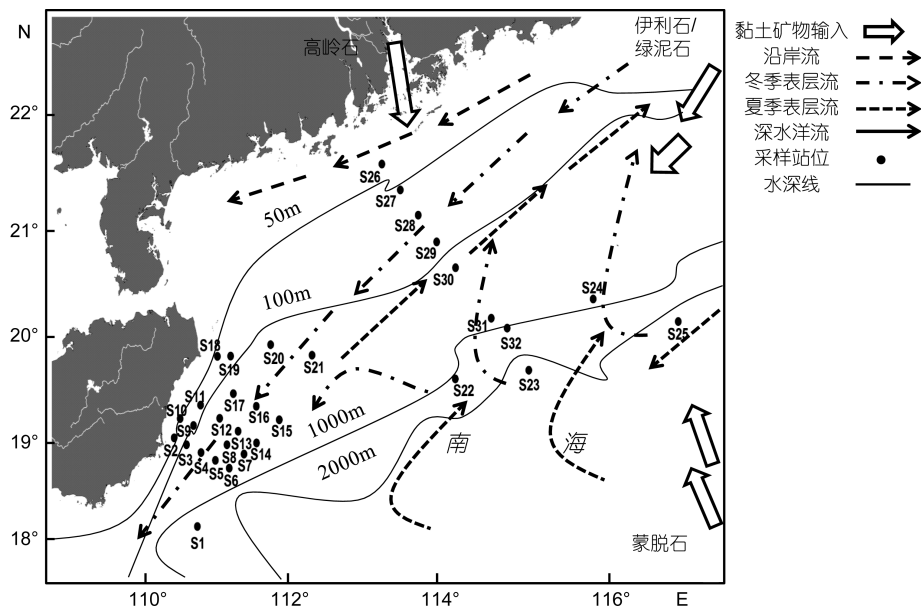 N
高岭石
伊利石/
绿泥石
黏土矿物输入
沿岸流
冬季表层流
夏季表层流
深水洋流
采样站位
水深线
22°
21°
20°
19°
18°
50m
100m
1000m
2000m
S26
S27
S28
S29
S30
S24
S25
S31
S32
S18
S19
S20
S21
S22
S23
S11
S10
S17
S16
S15
S9
S12
S2
S13
S3
S8
S14
S4
S7
S5
S6
S1
南
海
蒙脱石
110°
112°
114°
116°
E